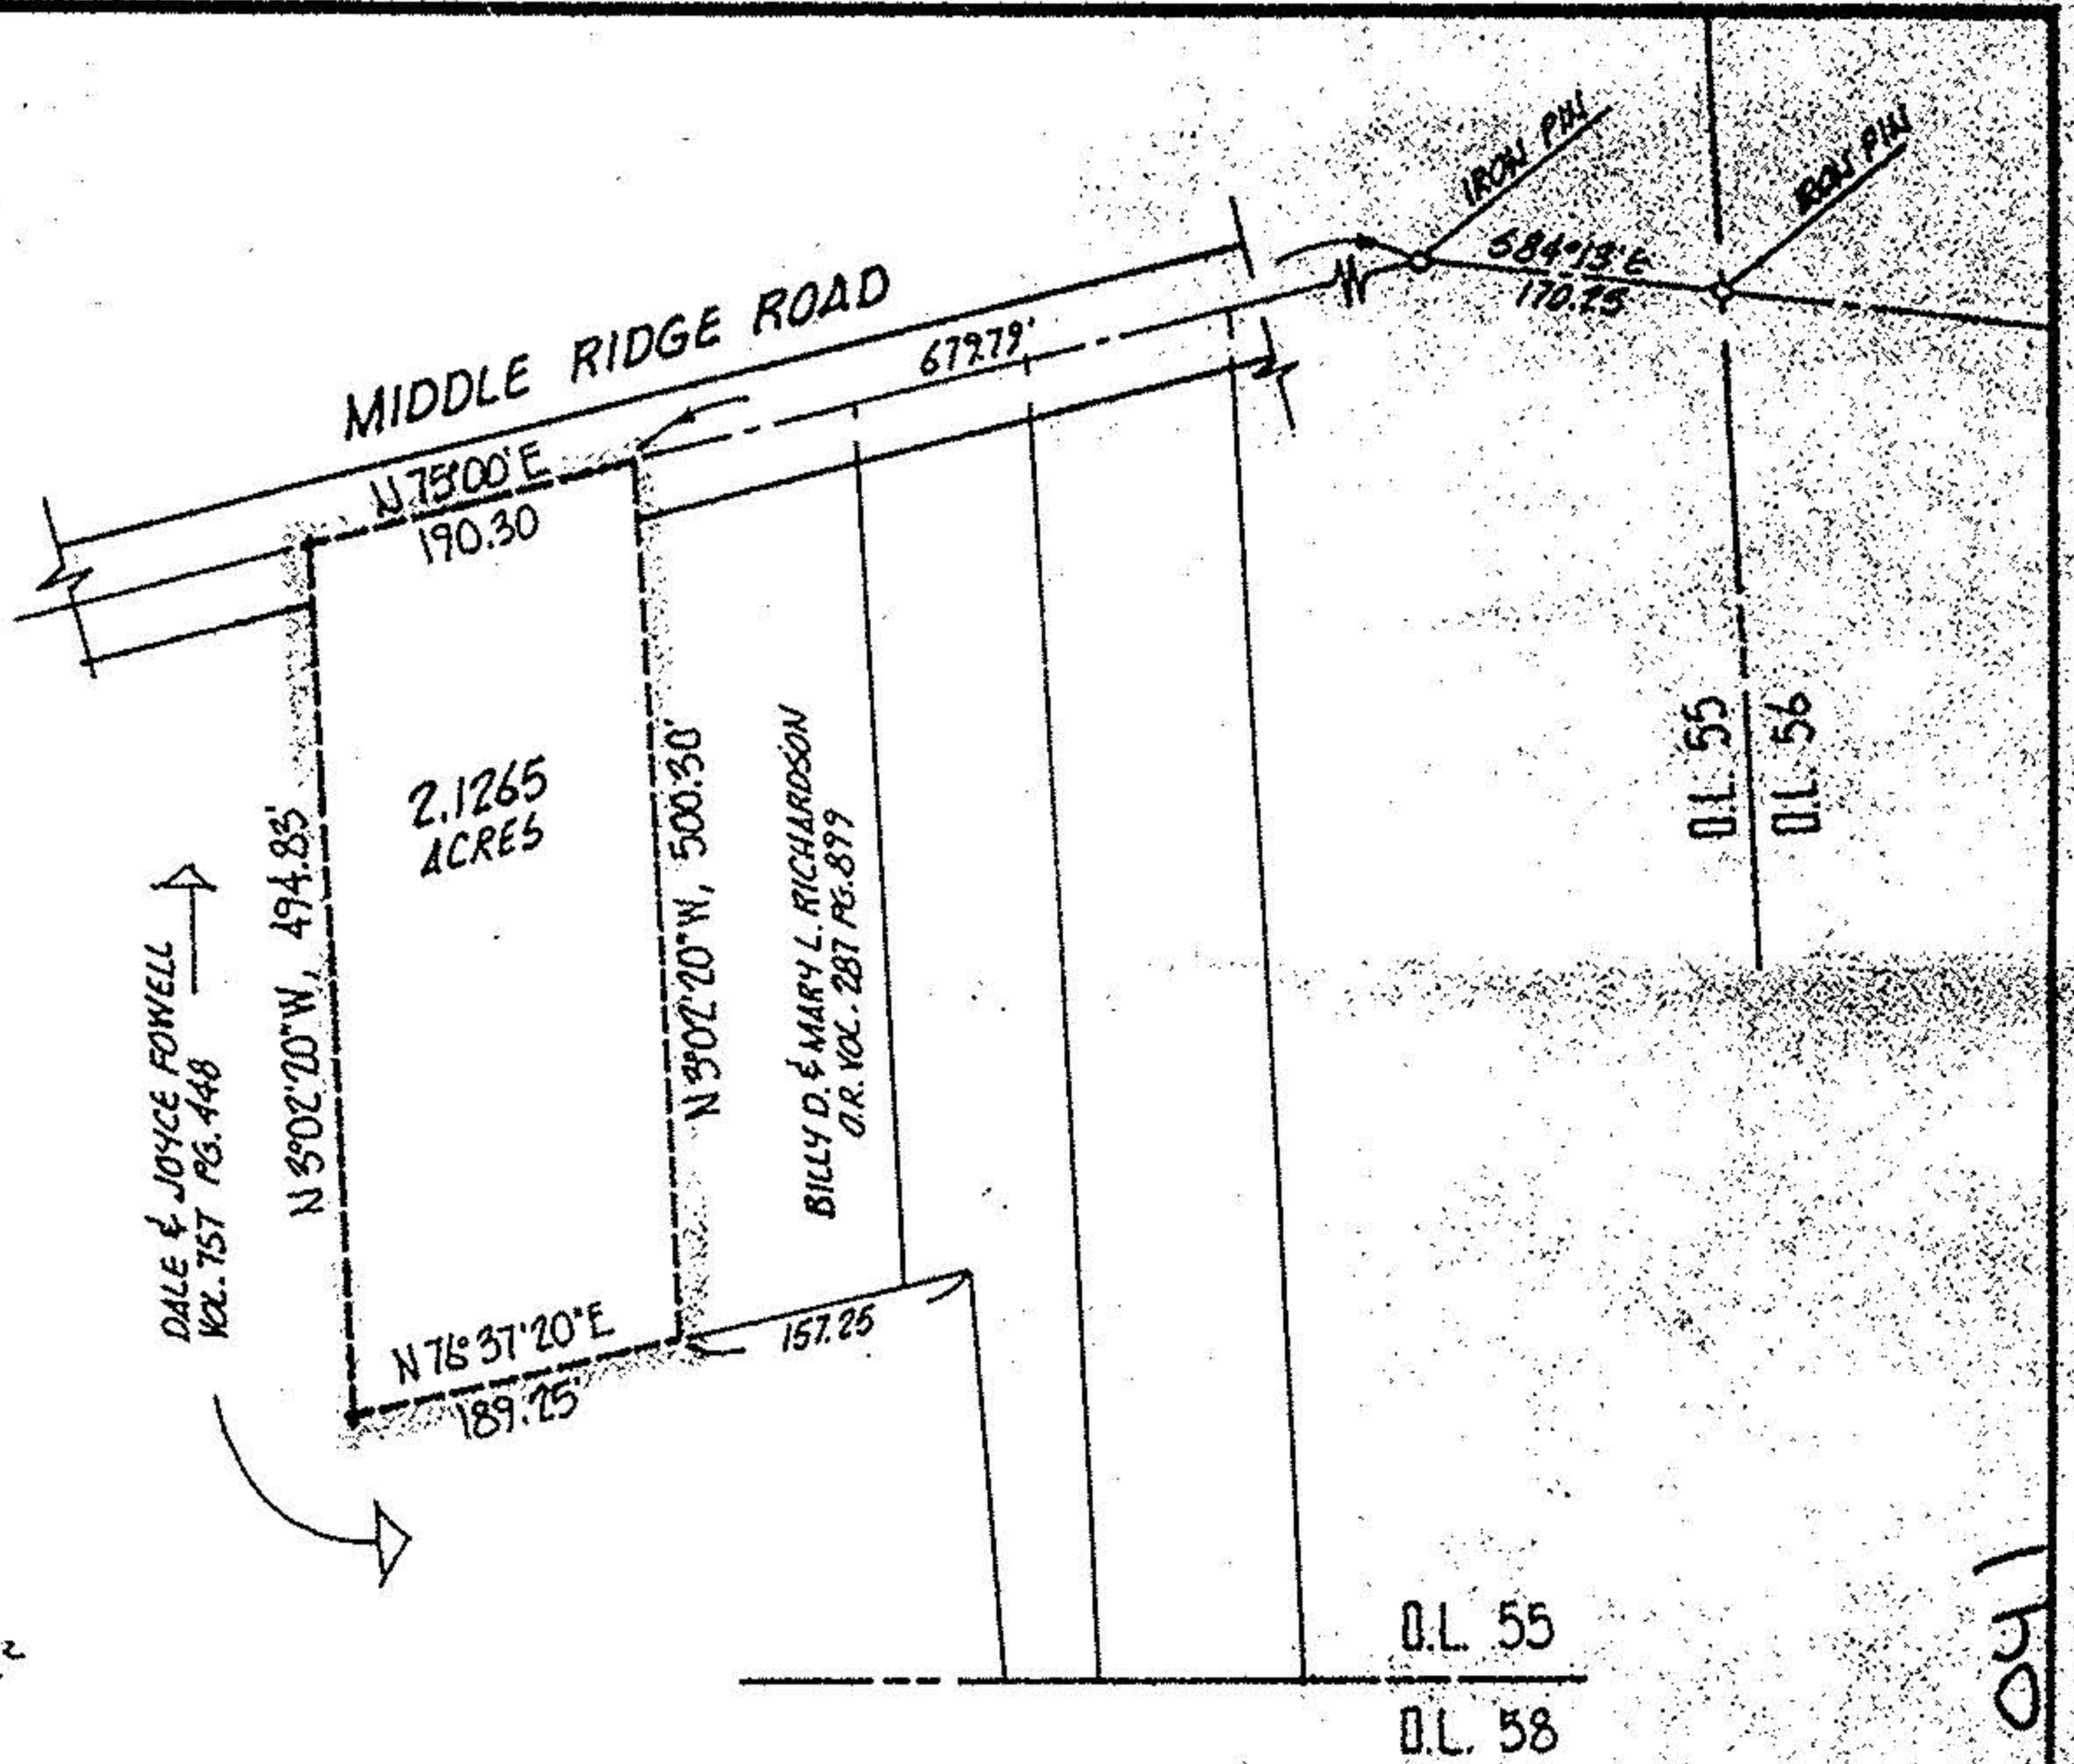 IRON PIN
IRON PIN
S84°13'E
170.25
MIDDLE RIDGE ROAD
679.79'
N 75°00'E
190.30
2.1265
ACRES
N 3°02'20"W, 494.83'
N 3°02'20"W, 500.30'
BILLY D. & MARY L. RICHARDSON
O.R. VOL. 287 PG. 899
DALE & JOYCE FOWELL
VOL. 757 PG. 448
O.L. 55
O.L. 56
N 76°37'20"E
189.25'
157.25
O.L. 55
O.L. 58